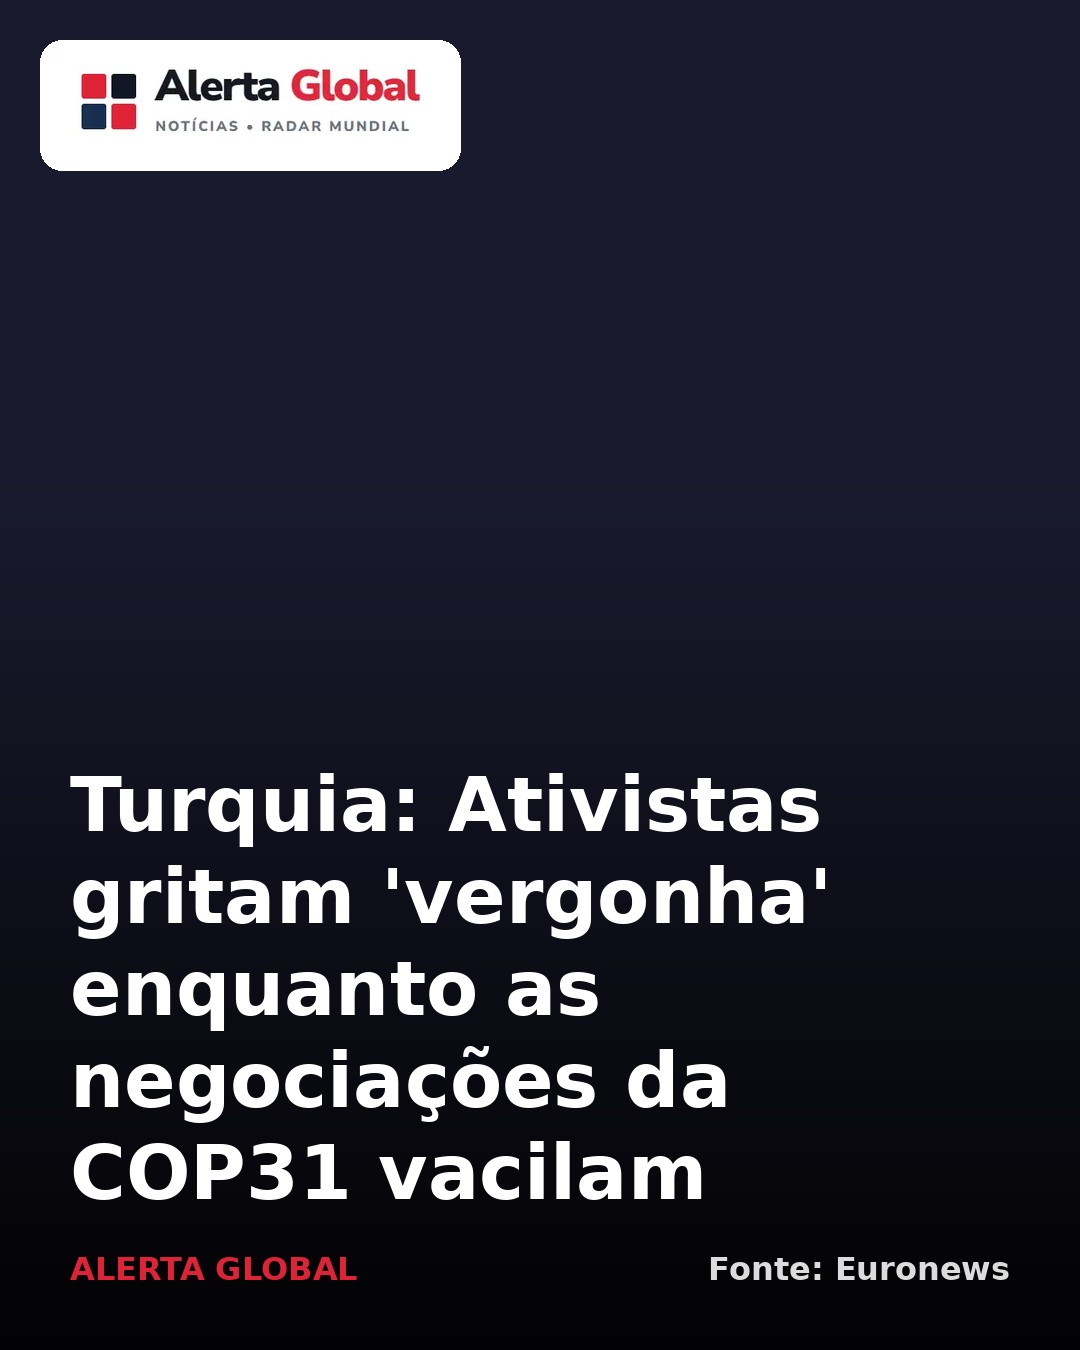 Alerta Global
NOTÍCIAS • RADAR MUNDIAL
Turquia: Ativistas
gritam 'vergonha'
enquanto as
negociações da
COP31 vacilam
ALERTA GLOBAL
Fonte: Euronews